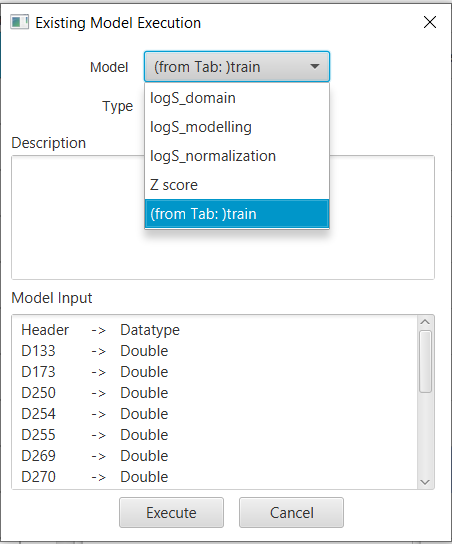 Existing Model Execution
Model (from Tab: )train
logS_domain
Type
logS_modelling
Description
logS_normalization
Z score
(from Tab: )train
Model Input
Header -> Datatype
D133 -> Double
D173 -> Double
D250 -> Double
D254 -> Double
D255 -> Double
D269 -> Double
D270 -> Double
Execute Cancel